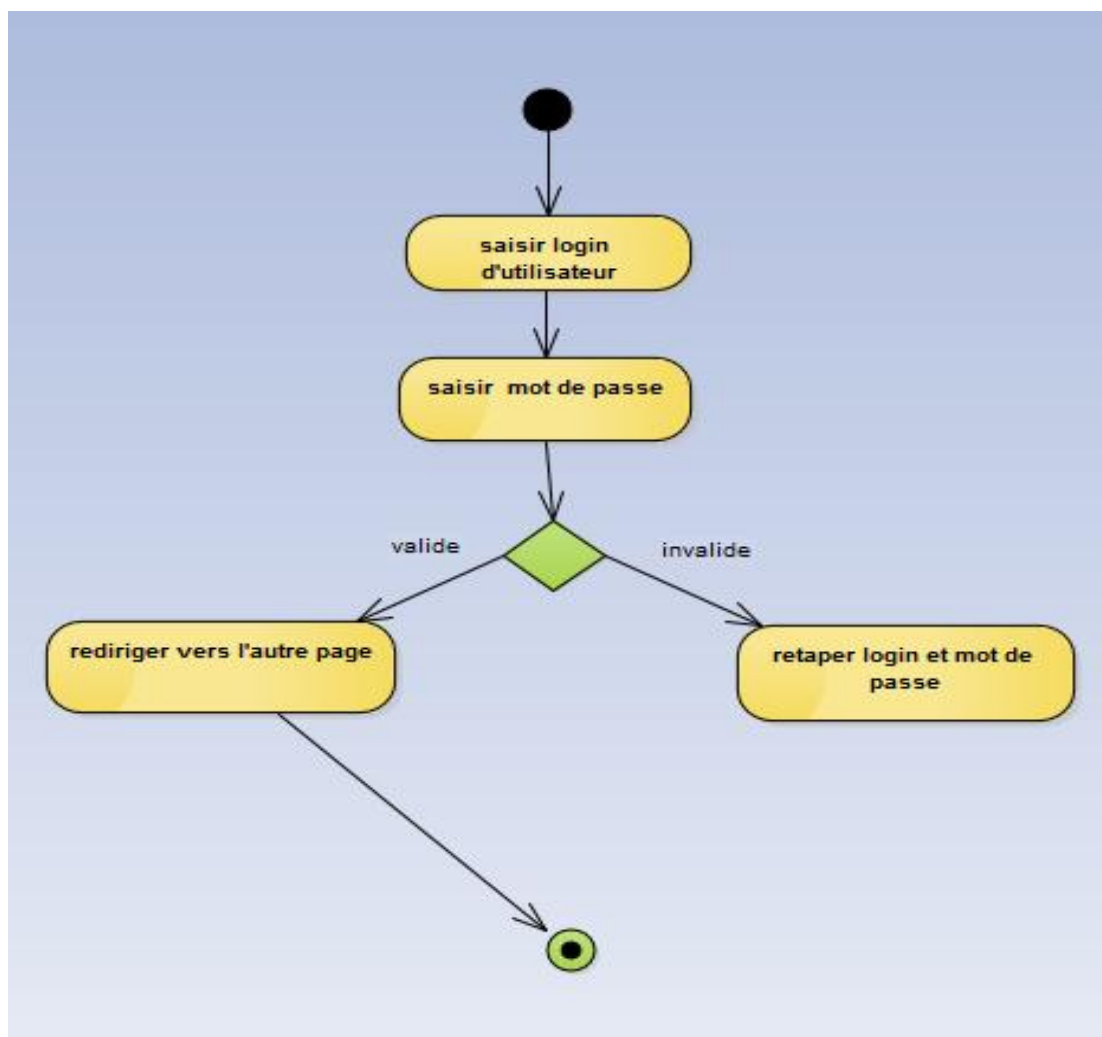 saisir login
d'utilisateur
saisir  mot de passe
valide
invalide
rediriger vers l'autre page
retaper login et mot de
passe